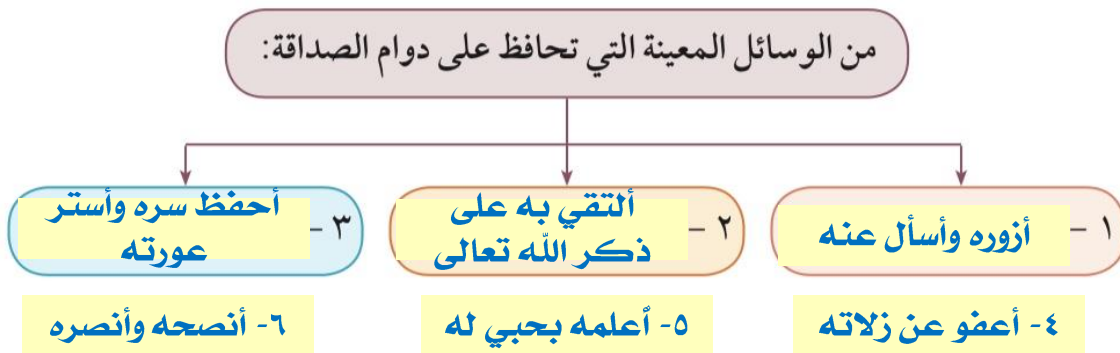 من الوسائل المعينة التي تحافظ على دوام الصداقة:
١ - أزوره وأسأل عنه
٢ - ألتقي به على
ذكر الله تعالى
٣ - أحفظ سره وأستر
عورته
٤- أعفو عن زلاته
٥- أعلمه بحبي له
٦- أنصحه وأنصره